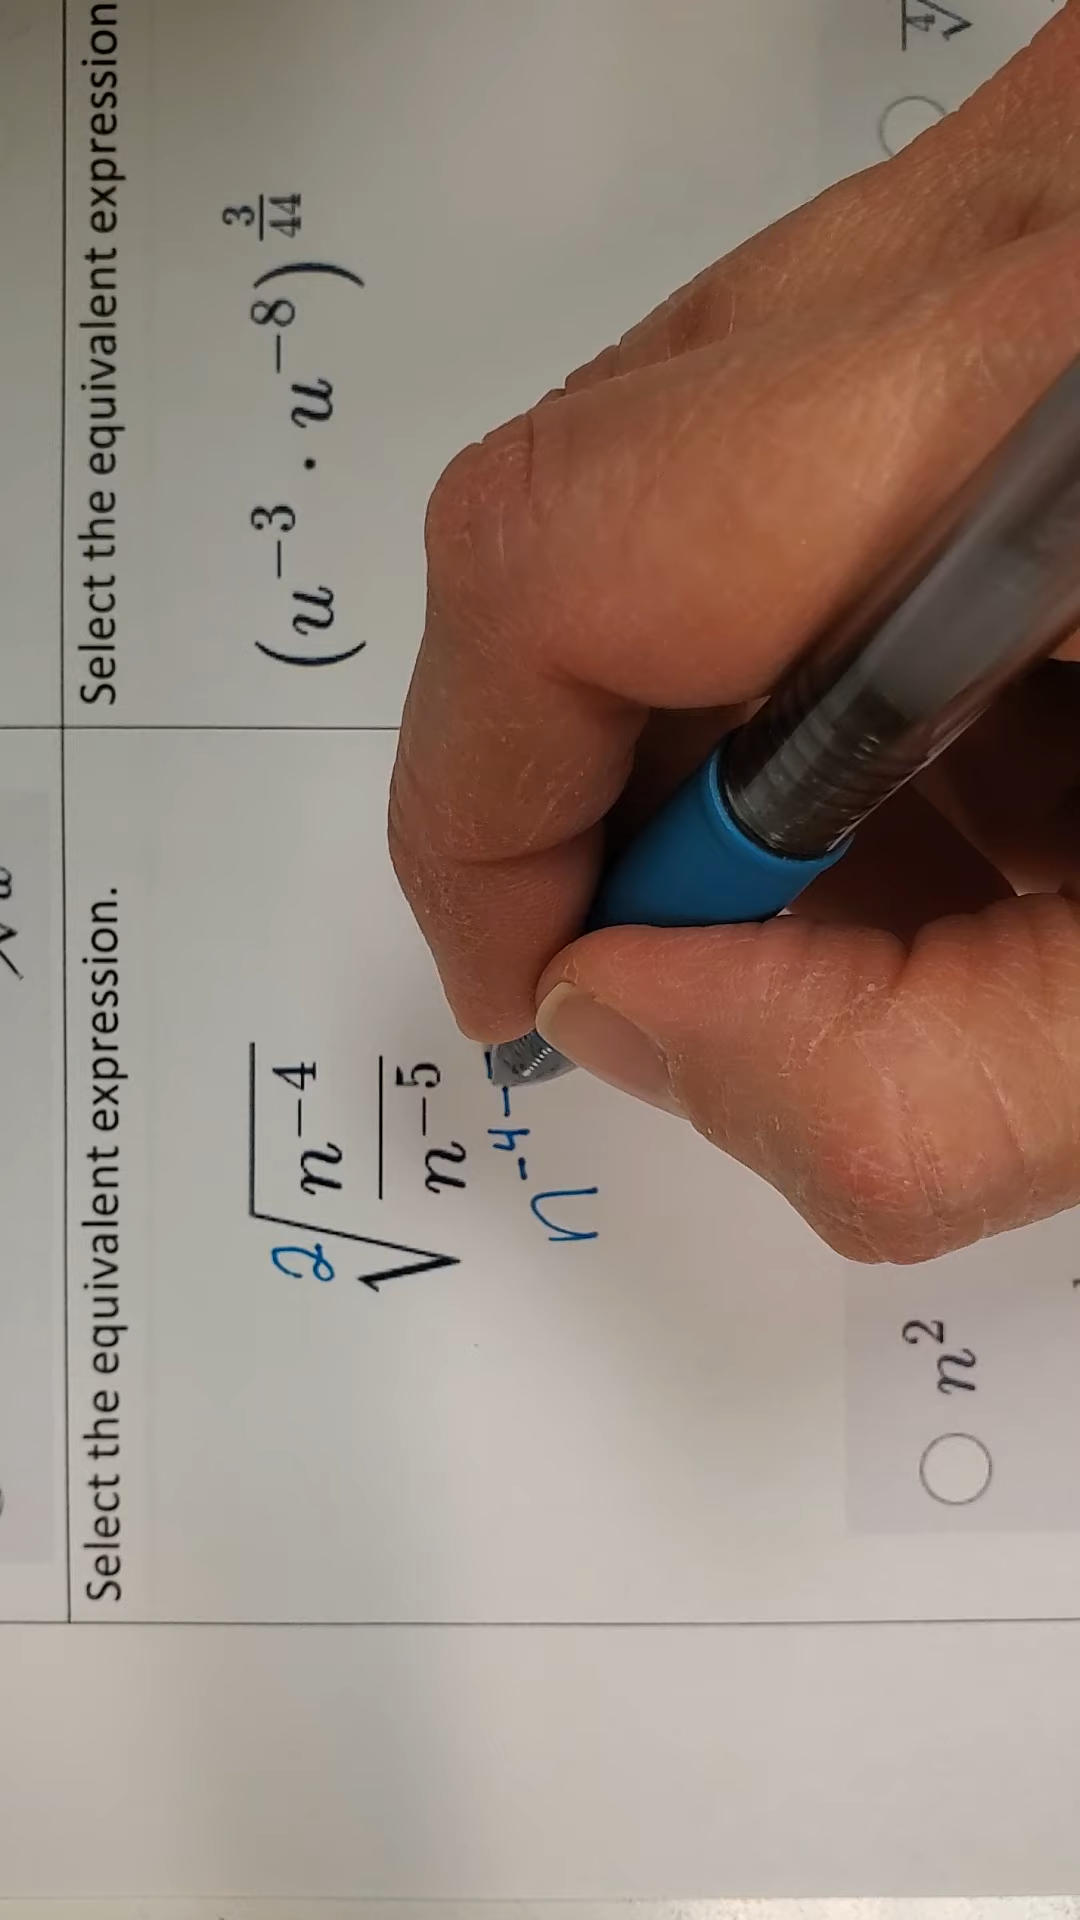 Select the equivalent expression.
Select the equivalent expression
2√(n^-4 / n^-5)
n^-4-
(u^-3 · u^-8)^(3/44)
n^2